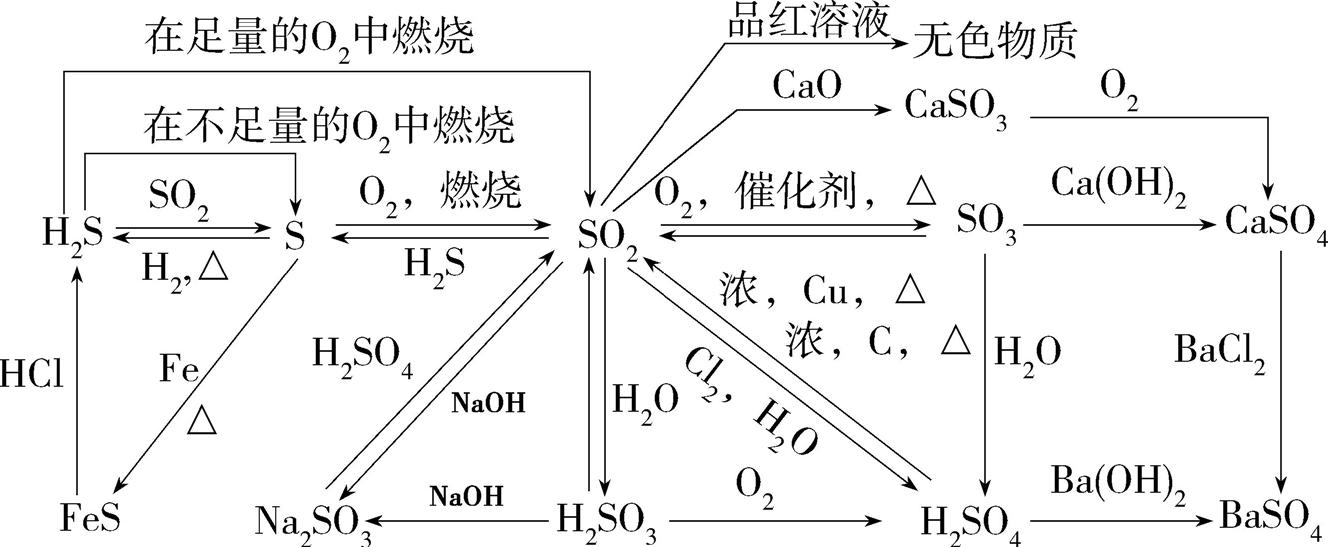 在足量的O₂中燃烧
品红溶液
无色物质
CaO
CaSO₃
O₂
在不足量的O₂中燃烧
SO₂
O₂，燃烧
O₂，催化剂，△
Ca(OH)₂
H₂S
S
SO₂
SO₃
CaSO₄
H₂,△
H₂S
浓，Cu，△
浓，C，△
HCl
Fe
△
H₂SO₄
NaOH
H₂O
Cl₂，H₂O
H₂O
BaCl₂
NaOH
O₂
Ba(OH)₂
FeS
Na₂SO₃
H₂SO₃
H₂SO₄
BaSO₄